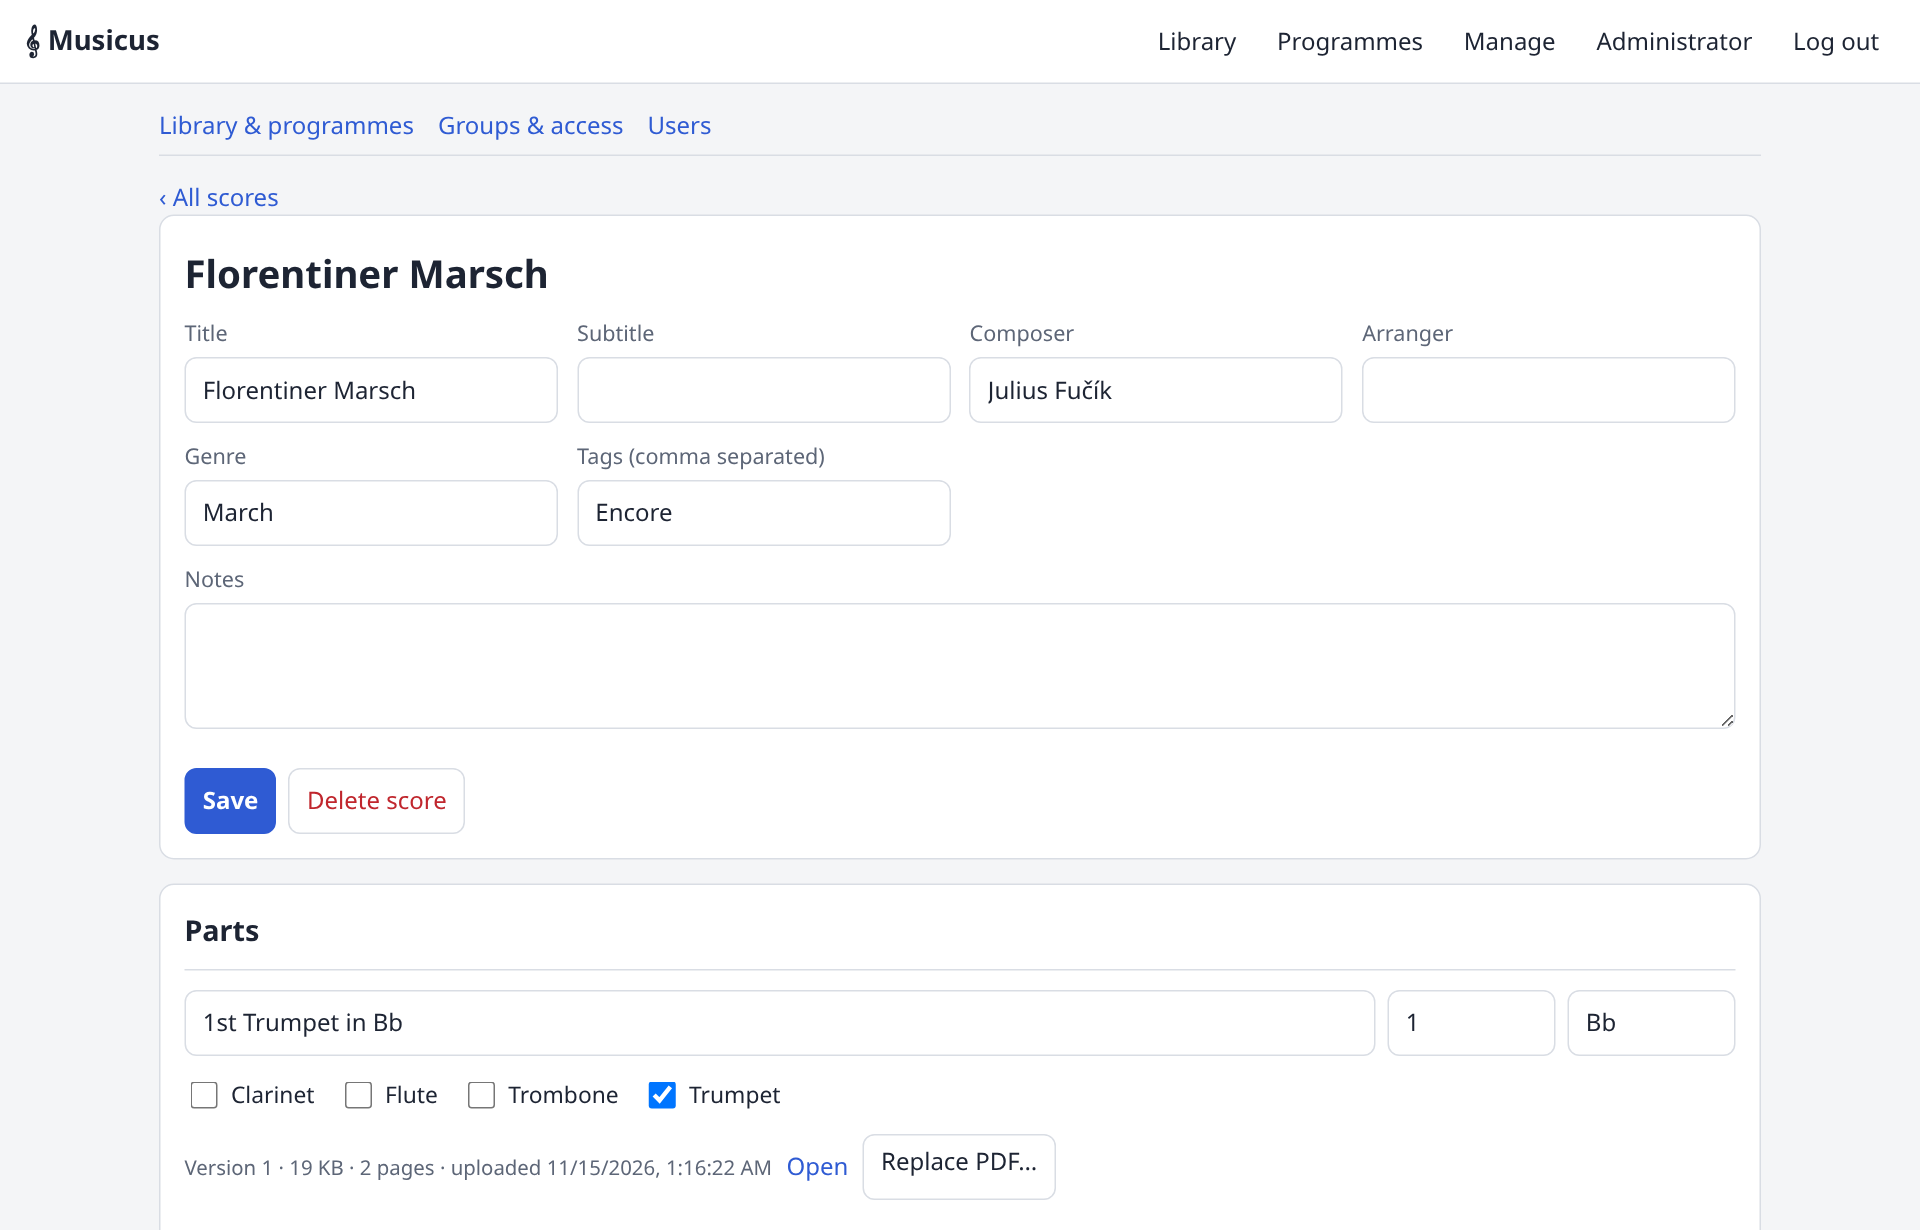 Musicus
Library Programmes Manage Administrator Log out
Library & programmes Groups & access Users
‹ All scores
Florentiner Marsch
Title Subtitle Composer Arranger
Florentiner Marsch Julius Fučík
Genre Tags (comma separated)
March Encore
Notes
Save Delete score
Parts
1st Trumpet in Bb 1 Bb
Clarinet Flute Trombone Trumpet
Version 1 · 19 KB · 2 pages · uploaded 11/15/2026, 1:16:22 AM Open Replace PDF…